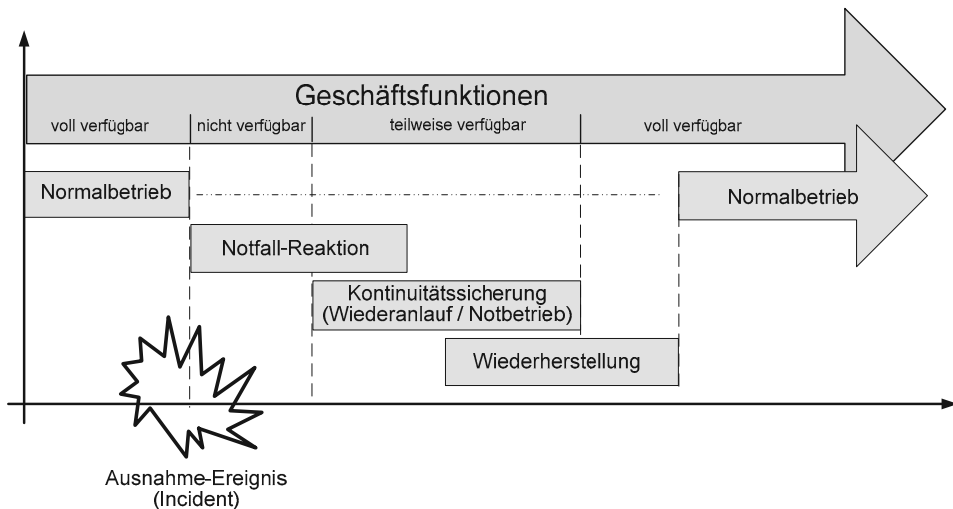 Geschäftsfunktionen
voll verfügbar
nicht verfügbar
teilweise verfügbar
voll verfügbar
Normalbetrieb
Normalbetrieb
Notfall-Reaktion
Kontinuitätssicherung
(Wiederanlauf / Notbetrieb)
Wiederherstellung
Ausnahme-Ereignis
(Incident)